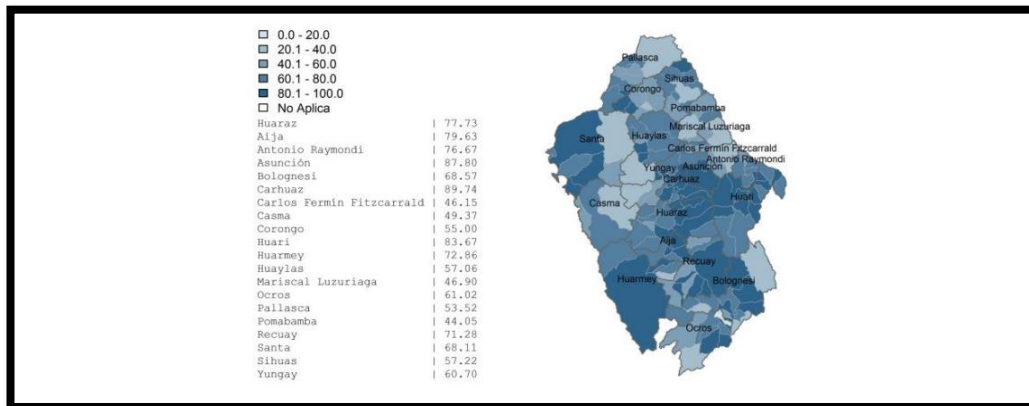 0.0 - 20.0
20.1 - 40.0
40.1 - 60.0
60.1 - 80.0
80.1 - 100.0
No Aplica
Huaraz | 77.73
Aija | 79.63
Antonio Raymondi | 76.67
Asunción | 87.80
Bolognesi | 68.57
Carhuaz | 89.74
Carlos Fermín Fitzcarrald | 46.15
Casma | 49.37
Corongo | 55.00
Huari | 83.67
Huarmey | 72.86
Huaylas | 57.06
Mariscal Luzuriaga | 46.90
Ocros | 61.02
Pallasca | 53.52
Pomabamba | 44.05
Recuay | 71.28
Santa | 68.11
Sihuas | 57.22
Yungay | 60.70
Pallasca
Sihuas
Corongo
Pomabamba
Mariscal Luzuriaga
Santa
Huaylas
Carlos Fermín Fitzcarrald
Antonio Raymondi
Yungay
Asunción
Carhuaz
Huari
Casma
Huaraz
Aija
Recuay
Huarmey
Bolognesi
Ocros